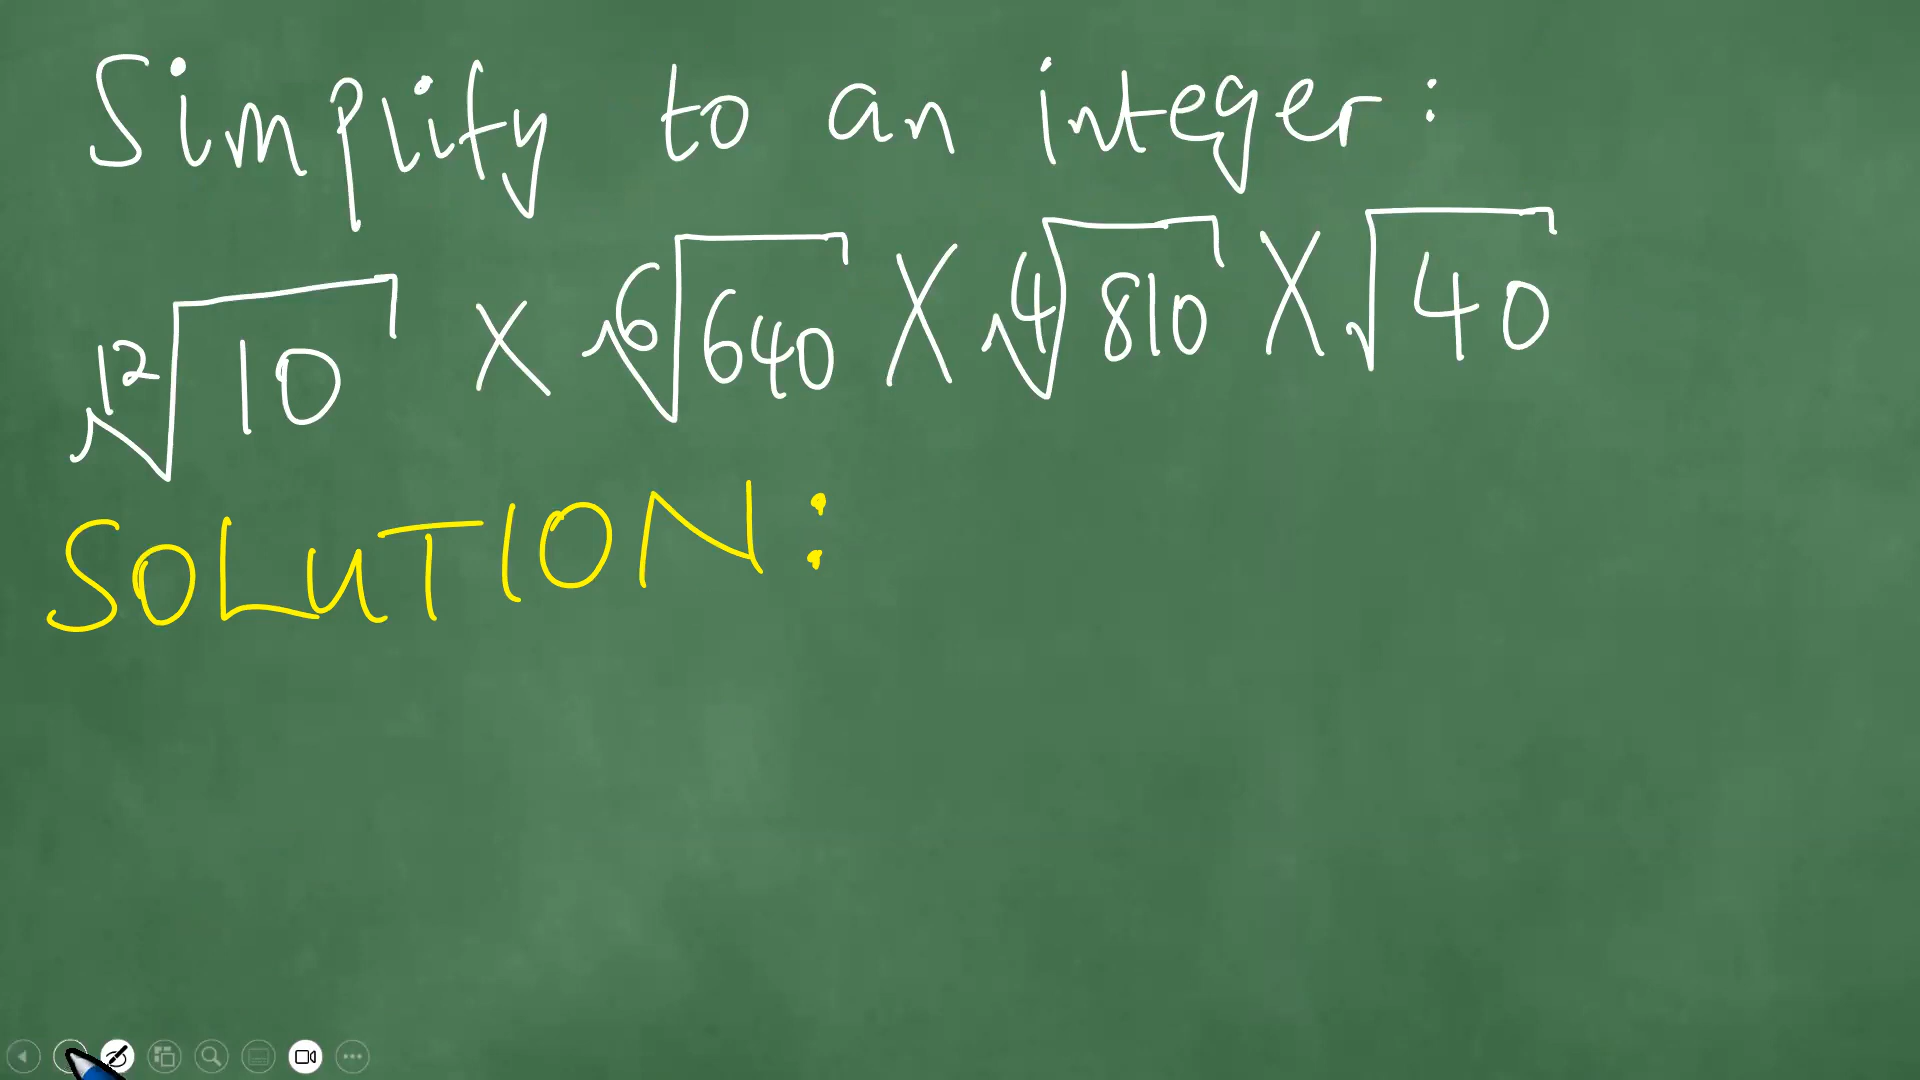 Simplify to an integer:
¹²√10 × ⁶√640 × ⁴√810 × √40
SOLUTION: